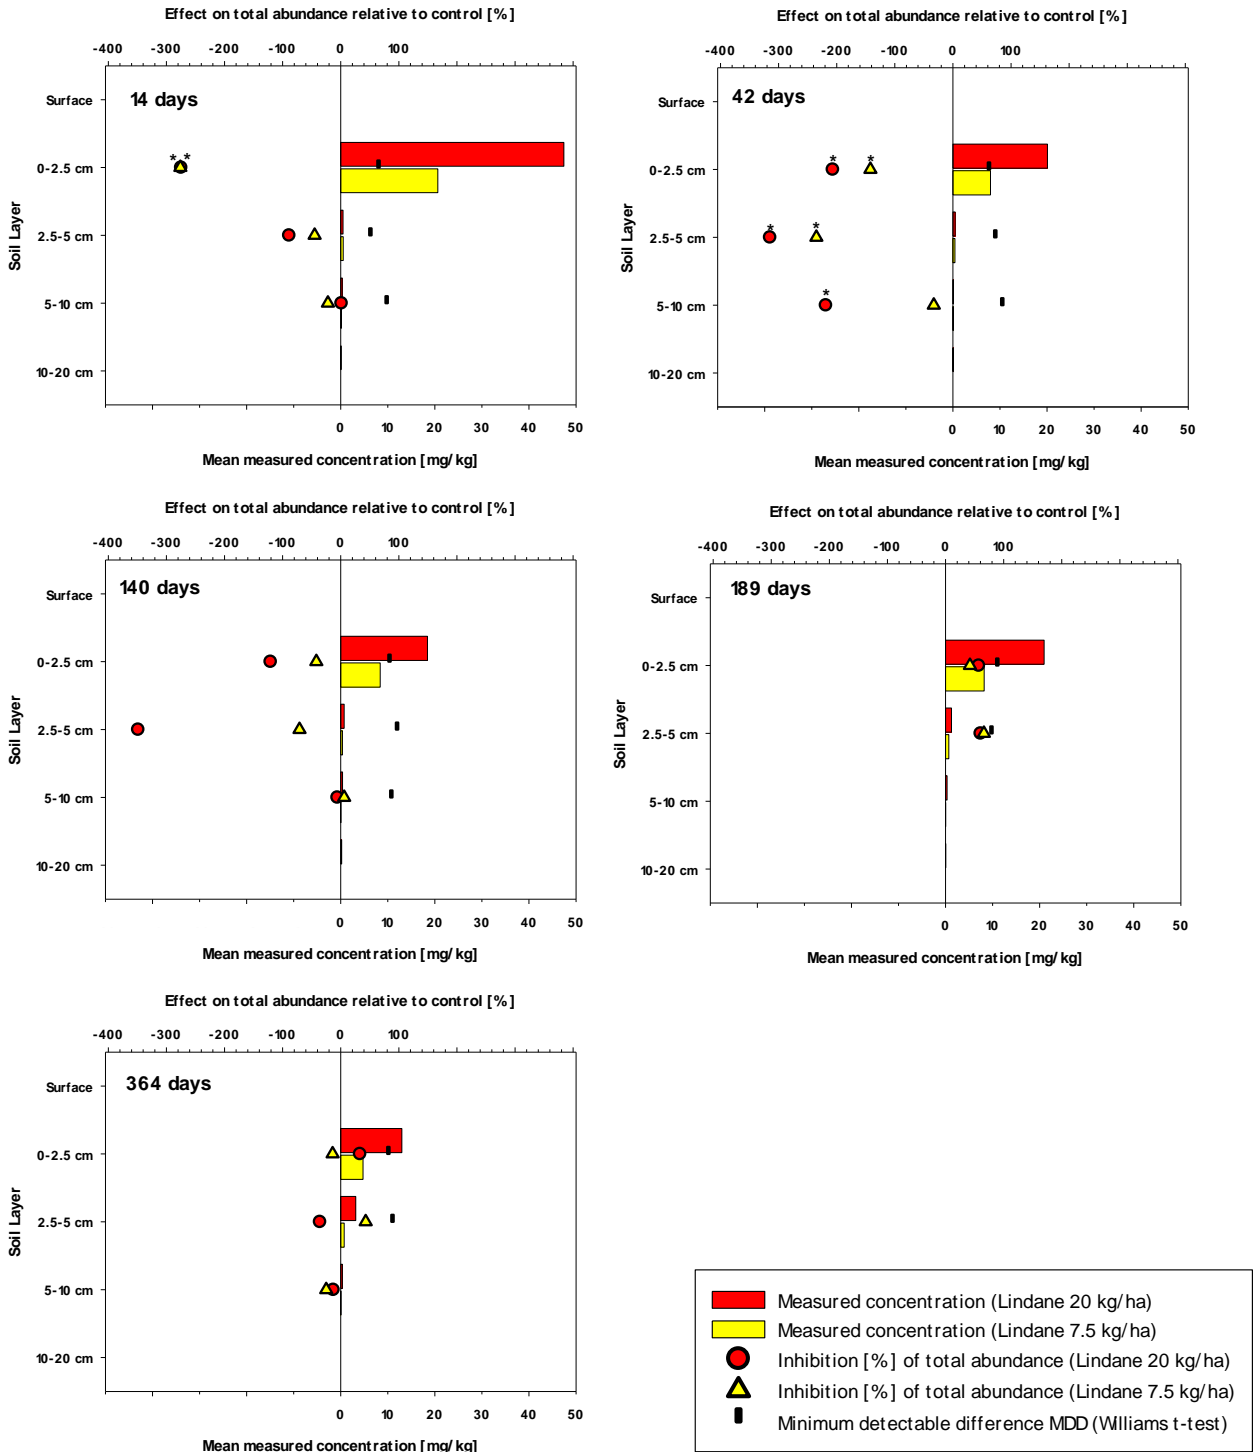 Effect on total abundance relative to control [%]
-400 -300 -200 -100 0 100
14 days
Soil Layer
Surface
* *
0-2.5 cm
2.5-5 cm
5-10 cm
10-20 cm
0 10 20 30 40 50
Mean measured concentration [mg/kg]
Effect on total abundance relative to control [%]
-400 -300 -200 -100 0 100
42 days
Soil Layer
Surface
* *
0-2.5 cm
* *
2.5-5 cm
*
5-10 cm
10-20 cm
0 10 20 30 40 50
Mean measured concentration [mg/kg]
Effect on total abundance relative to control [%]
-400 -300 -200 -100 0 100
140 days
Soil Layer
Surface
0-2.5 cm
2.5-5 cm
5-10 cm
10-20 cm
0 10 20 30 40 50
Mean measured concentration [mg/kg]
Effect on total abundance relative to control [%]
-400 -300 -200 -100 0 100
189 days
Soil Layer
Surface
0-2.5 cm
2.5-5 cm
5-10 cm
10-20 cm
0 10 20 30 40 50
Mean measured concentration [mg/kg]
Effect on total abundance relative to control [%]
-400 -300 -200 -100 0 100
364 days
Soil Layer
Surface
0-2.5 cm
2.5-5 cm
5-10 cm
10-20 cm
0 10 20 30 40 50
Mean measured concentration [mg/kg]
Measured concentration (Lindane 20 kg/ha)
Measured concentration (Lindane 7.5 kg/ha)
Inhibition [%] of total abundance (Lindane 20 kg/ha)
Inhibition [%] of total abundance (Lindane 7.5 kg/ha)
Minimum detectable difference MDD (Williams t-test)